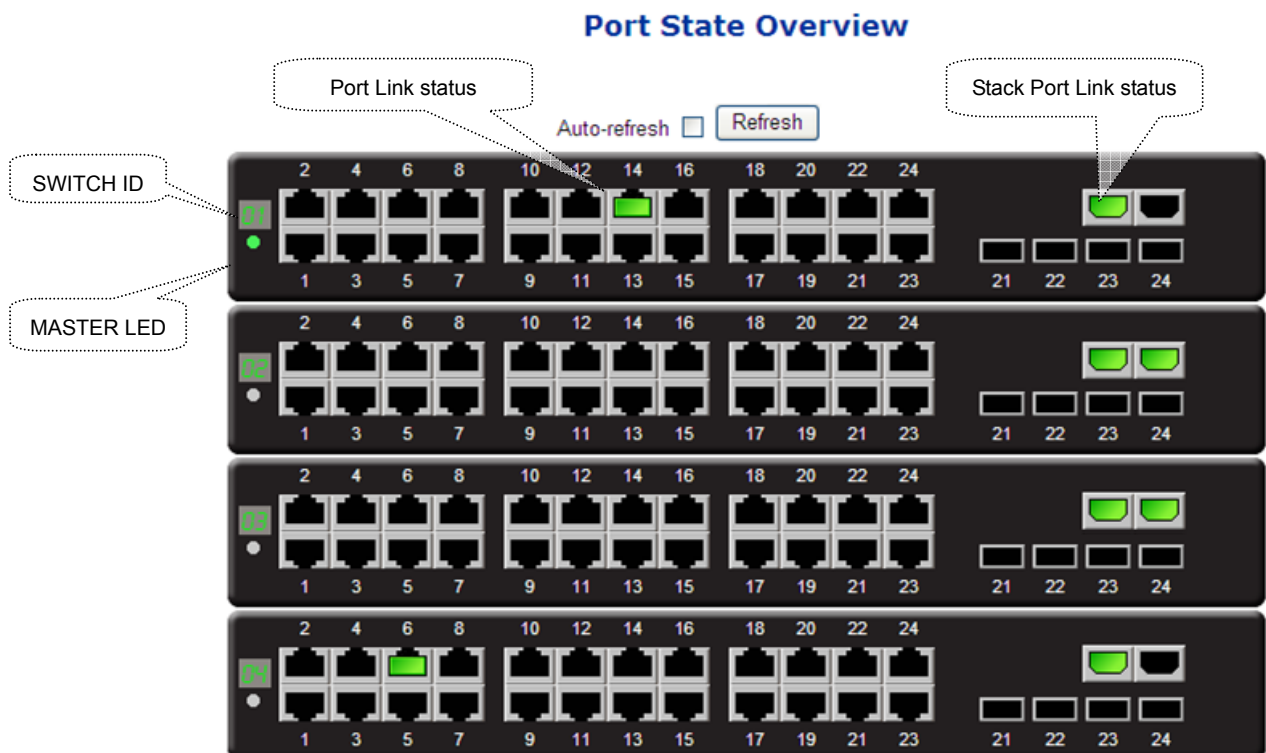 Port State Overview
Port Link status
Stack Port Link status
Auto-refresh Refresh
SWITCH ID
MASTER LED
2 4 6 8 10 12 14 16 18 20 22 24
01
1 3 5 7 9 11 13 15 17 19 21 23 21 22 23 24
2 4 6 8 10 12 14 16 18 20 22 24
02
1 3 5 7 9 11 13 15 17 19 21 23 21 22 23 24
2 4 6 8 10 12 14 16 18 20 22 24
03
1 3 5 7 9 11 13 15 17 19 21 23 21 22 23 24
2 4 6 8 10 12 14 16 18 20 22 24
04
1 3 5 7 9 11 13 15 17 19 21 23 21 22 23 24